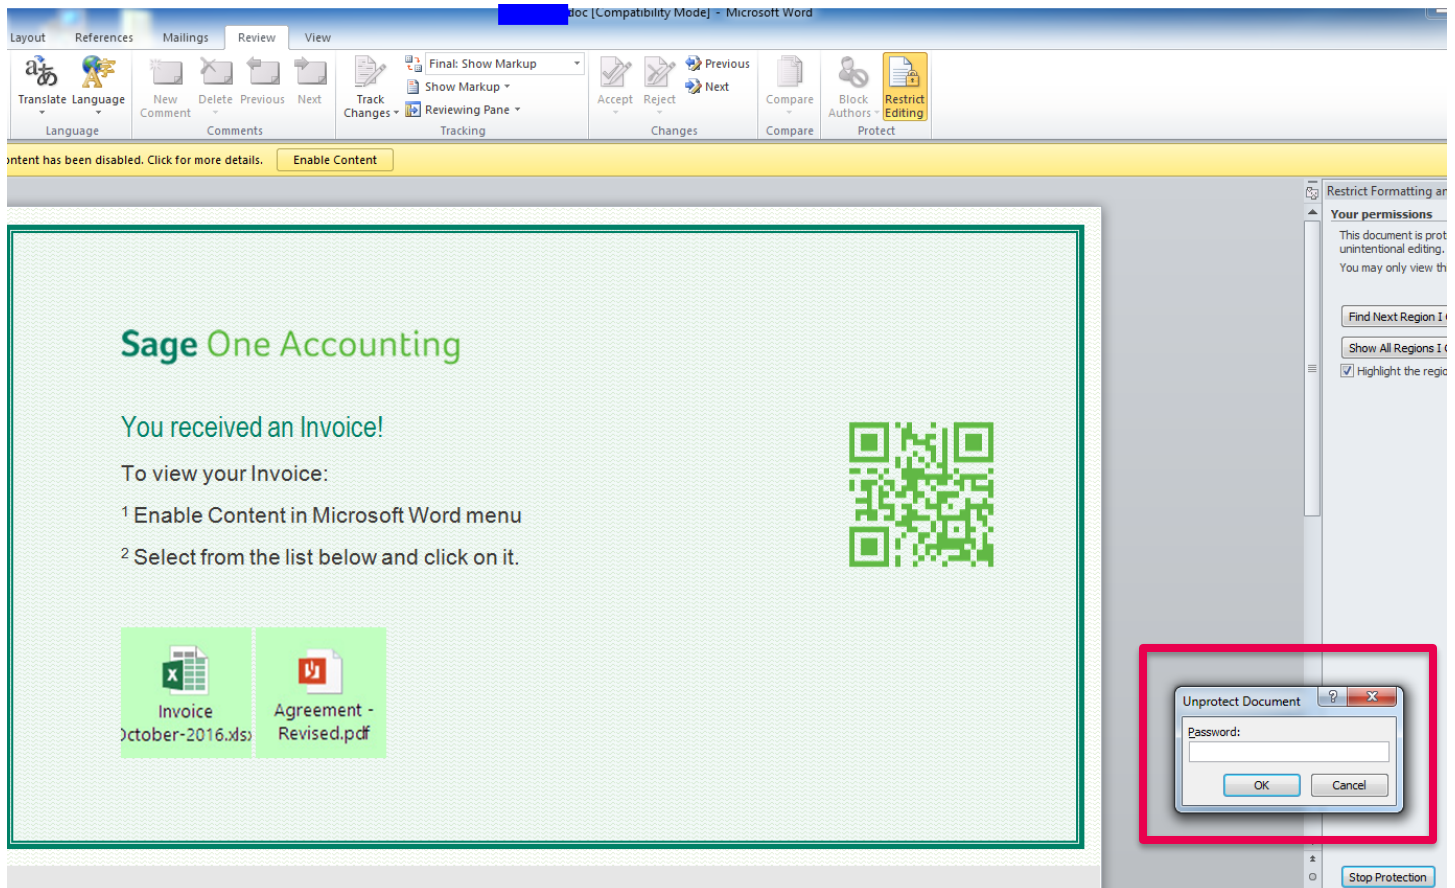 doc [Compatibility Mode] - Microsoft Word
Layout References Mailings Review View
Translate Language New Comment Delete Previous Next Track Changes Final: Show Markup Show Markup Reviewing Pane Accept Reject Previous Next Compare Block Authors Restrict Editing
Language Comments Tracking Changes Compare Protect
ontent has been disabled. Click for more details. Enable Content
Restrict Formatting an
Your permissions
This document is prot
unintentional editing.
You may only view thi
Find Next Region I
Show All Regions I
Highlight the regio
Sage One Accounting
You received an Invoice!
To view your Invoice:
1 Enable Content in Microsoft Word menu
2 Select from the list below and click on it.
Invoice
October-2016.xlsx
Agreement -
Revised.pdf
Unprotect Document
Password:
OK Cancel
Stop Protection